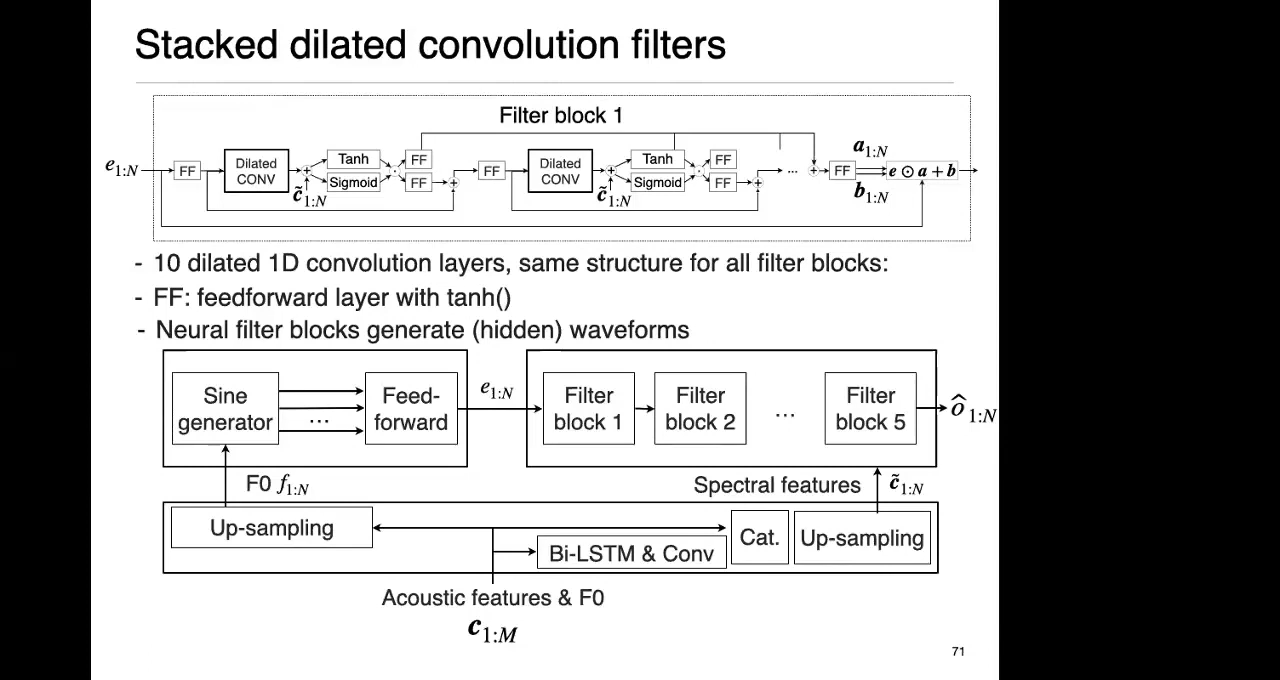 Stacked dilated convolution filters
Filter block 1
e1:N
FF
Dilated
CONV
Tanh
Sigmoid
c̃1:N
FF
FF
FF
Dilated
CONV
Tanh
Sigmoid
c̃1:N
FF
FF
...
FF
a1:N
b1:N
e ⊙ a + b
- 10 dilated 1D convolution layers, same structure for all filter blocks:
- FF: feedforward layer with tanh()
- Neural filter blocks generate (hidden) waveforms
Sine
generator
...
Feed-
forward
e1:N
Filter
block 1
Filter
block 2
...
Filter
block 5
ô1:N
F0 f1:N
Spectral features
c̃1:N
Up-sampling
Bi-LSTM & Conv
Cat.
Up-sampling
Acoustic features & F0
c1:M
71